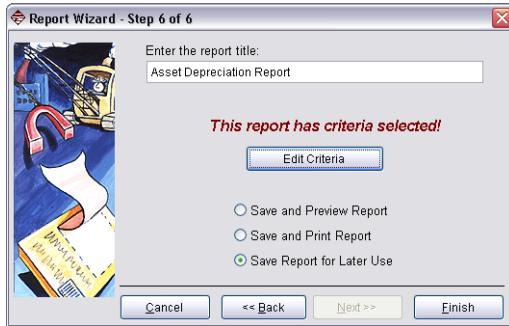 Report Wizard - Step 6 of 6
Enter the report title:
Asset Depreciation Report
This report has criteria selected!
Edit Criteria
Save and Preview Report
Save and Print Report
Save Report for Later Use
Cancel
<< Back
Next >>
Finish